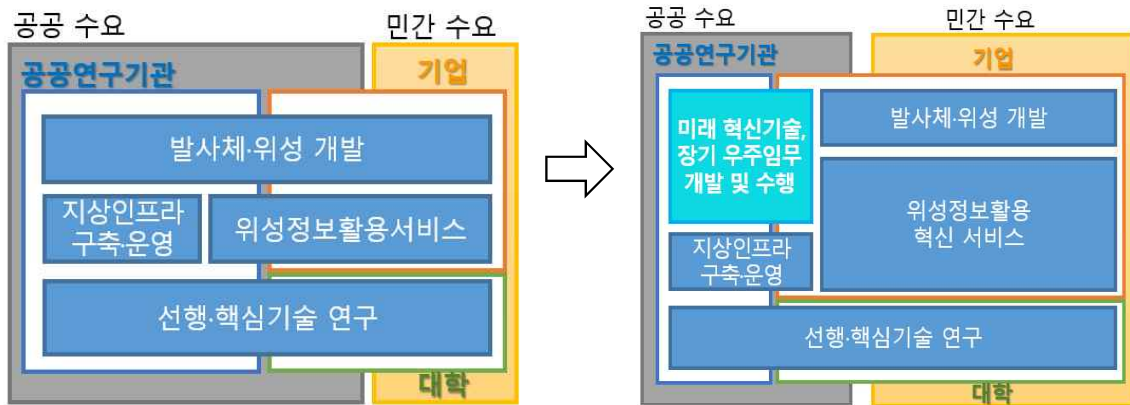 공공 수요
민간 수요
공공연구기관
기업
발사체·위성 개발
지상인프라
구축·운영
위성정보활용서비스
선행·핵심기술 연구
대학
공공 수요
민간 수요
공공연구기관
기업
미래 혁신기술,
장기 우주임무
개발 및 수행
발사체·위성 개발
위성정보활용
혁신 서비스
지상인프라
구축·운영
선행·핵심기술 연구
대학